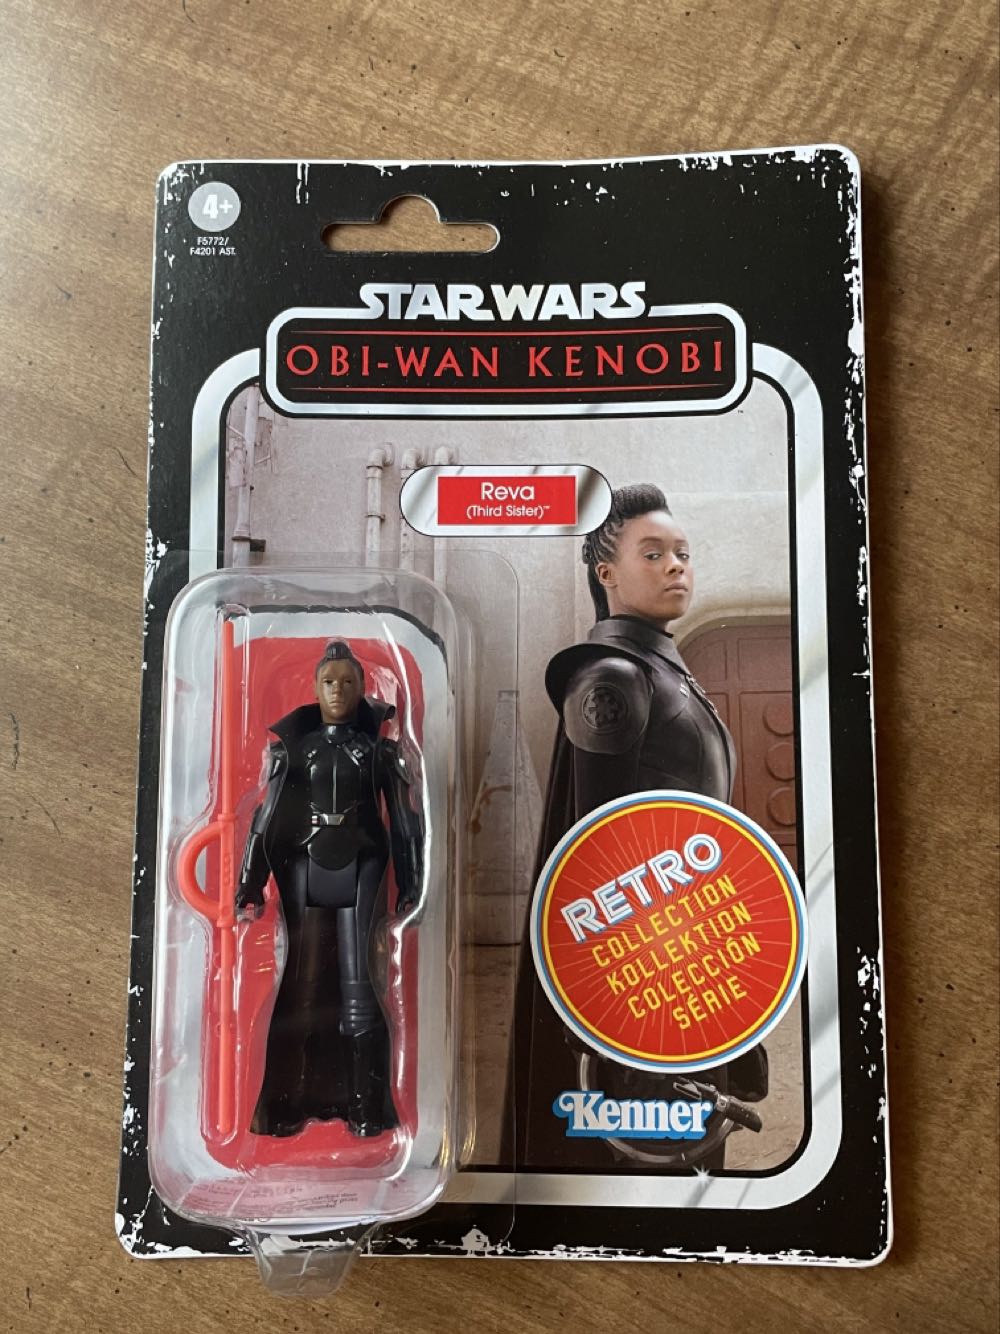 4+
F5772/
F4201 AST.
STAR WARS
OBI-WAN KENOBI
™
Reva
(Third Sister)™
RETRO
COLLECTION
KOLLEKTION
COLECCIÓN
SÉRIE
Kenner